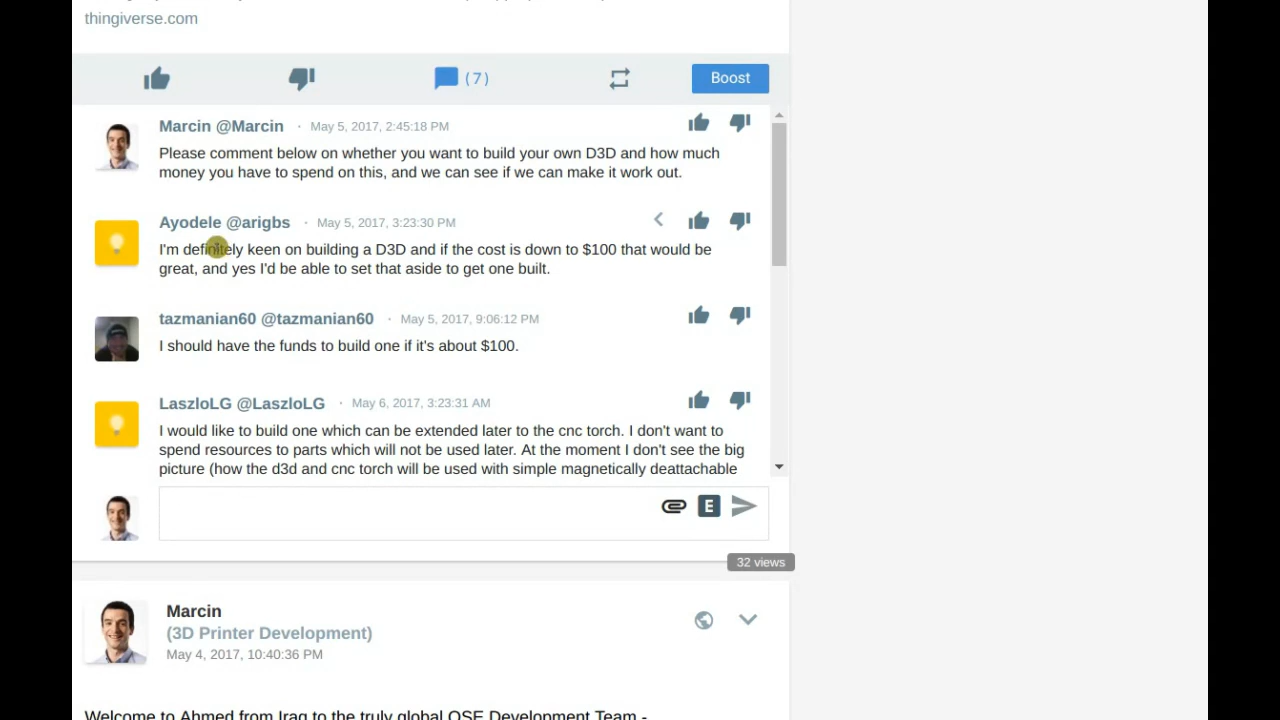 thingiverse.com
(7)
Boost
Marcin @Marcin · May 5, 2017, 2:45:18 PM
Please comment below on whether you want to build your own D3D and how much
money you have to spend on this, and we can see if we can make it work out.
Ayodele @arigbs · May 5, 2017, 3:23:30 PM
I'm definitely keen on building a D3D and if the cost is down to $100 that would be
great, and yes I'd be able to set that aside to get one built.
tazmanian60 @tazmanian60 · May 5, 2017, 9:06:12 PM
I should have the funds to build one if it's about $100.
LaszloLG @LaszloLG · May 6, 2017, 3:23:31 AM
I would like to build one which can be extended later to the cnc torch. I don't want to
spend resources to parts which will not be used later. At the moment I don't see the big
picture (how the d3d and cnc torch will be used with simple magnetically deattachable
E
32 views
Marcin
(3D Printer Development)
May 4, 2017, 10:40:36 PM
Welcome to Ahmed from Iraq to the truly global OSE Development Team -